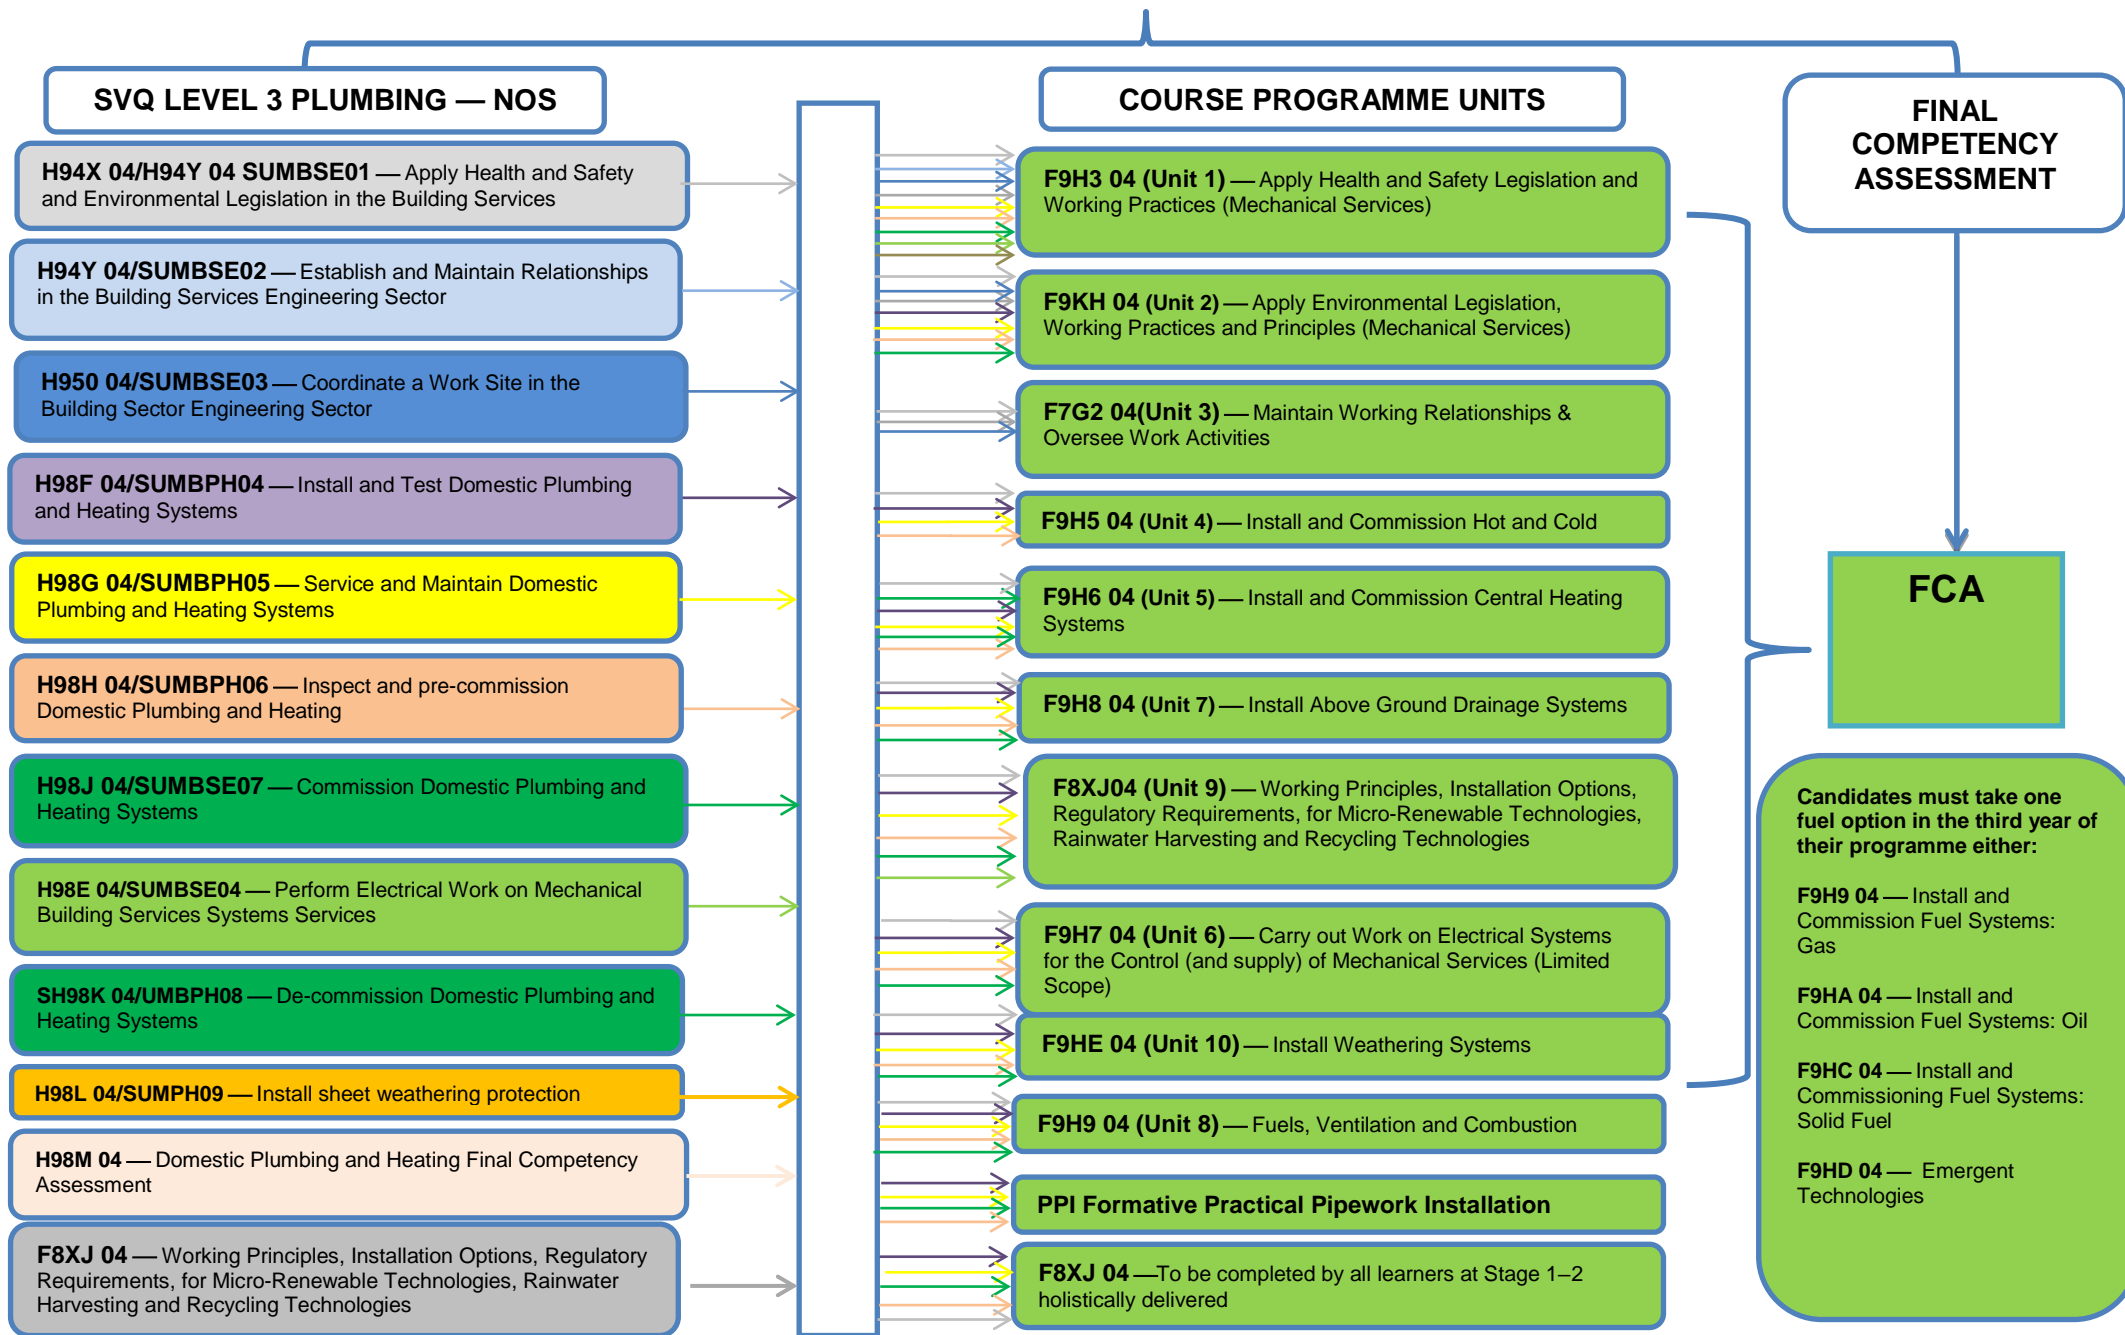 SVQ LEVEL 3 PLUMBING — NOS
H94X 04/H94Y 04 SUMBSE01 — Apply Health and Safety
and Environmental Legislation in the Building Services
H94Y 04/SUMBSE02 — Establish and Maintain Relationships
in the Building Services Engineering Sector
H950 04/SUMBSE03 — Coordinate a Work Site in the
Building Sector Engineering Sector
H98F 04/SUMBPH04 — Install and Test Domestic Plumbing
and Heating Systems
H98G 04/SUMBPH05 — Service and Maintain Domestic
Plumbing and Heating Systems
H98H 04/SUMBPH06 — Inspect and pre-commission
Domestic Plumbing and Heating
H98J 04/SUMBSE07 — Commission Domestic Plumbing and
Heating Systems
H98E 04/SUMBSE04 — Perform Electrical Work on Mechanical
Building Services Systems Services
SH98K 04/UMBPH08 — De-commission Domestic Plumbing and
Heating Systems
H98L 04/SUMPH09 — Install sheet weathering protection
H98M 04 — Domestic Plumbing and Heating Final Competency
Assessment
F8XJ 04 — Working Principles, Installation Options, Regulatory
Requirements, for Micro-Renewable Technologies, Rainwater
Harvesting and Recycling Technologies
COURSE PROGRAMME UNITS
F9H3 04 (Unit 1) — Apply Health and Safety Legislation and
Working Practices (Mechanical Services)
F9KH 04 (Unit 2) — Apply Environmental Legislation,
Working Practices and Principles (Mechanical Services)
F7G2 04(Unit 3) — Maintain Working Relationships &
Oversee Work Activities
F9H5 04 (Unit 4) — Install and Commission Hot and Cold
F9H6 04 (Unit 5) — Install and Commission Central Heating
Systems
F9H8 04 (Unit 7) — Install Above Ground Drainage Systems
F8XJ04 (Unit 9) — Working Principles, Installation Options,
Regulatory Requirements, for Micro-Renewable Technologies,
Rainwater Harvesting and Recycling Technologies
F9H7 04 (Unit 6) — Carry out Work on Electrical Systems
for the Control (and supply) of Mechanical Services (Limited
Scope)
F9HE 04 (Unit 10) — Install Weathering Systems
F9H9 04 (Unit 8) — Fuels, Ventilation and Combustion
PPI Formative Practical Pipework Installation
F8XJ 04 —To be completed by all learners at Stage 1–2
holistically delivered
FINAL
COMPETENCY
ASSESSMENT
FCA
Candidates must take one
fuel option in the third year of
their programme either:
F9H9 04 — Install and
Commission Fuel Systems:
Gas
F9HA 04 — Install and
Commission Fuel Systems: Oil
F9HC 04 — Install and
Commissioning Fuel Systems:
Solid Fuel
F9HD 04 — Emergent
Technologies